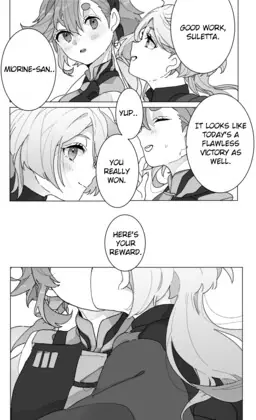 GOOD WORK,
SULETTA.
MIORINE-SAN..
YUP..
IT LOOKS LIKE
TODAY'S A
FLAWLESS
VICTORY AS
WELL.
YOU
REALLY
WON.
HERE'S
YOUR
REWARD.